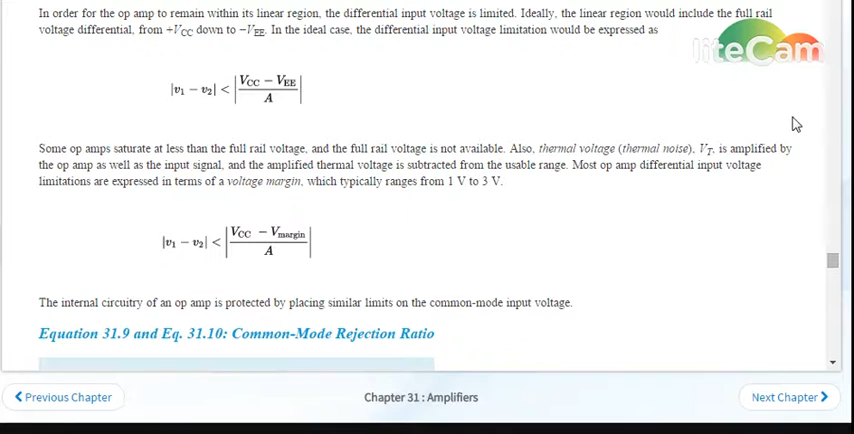 In order for the op amp to remain within its linear region, the differential input voltage is limited. Ideally, the linear region would include the full rail
voltage differential, from +V_CC down to −V_EE. In the ideal case, the differential input voltage limitation would be expressed as
liteCam
|v₁ − v₂| < |(V_CC − V_EE)/A|
Some op amps saturate at less than the full rail voltage, and the full rail voltage is not available. Also, thermal voltage (thermal noise), V_T, is amplified by
the op amp as well as the input signal, and the amplified thermal voltage is subtracted from the usable range. Most op amp differential input voltage
limitations are expressed in terms of a voltage margin, which typically ranges from 1 V to 3 V.
|v₁ − v₂| < |(V_CC − V_margin)/A|
The internal circuitry of an op amp is protected by placing similar limits on the common-mode input voltage.
Equation 31.9 and Eq. 31.10: Common-Mode Rejection Ratio
Previous Chapter
Chapter 31 : Amplifiers
Next Chapter